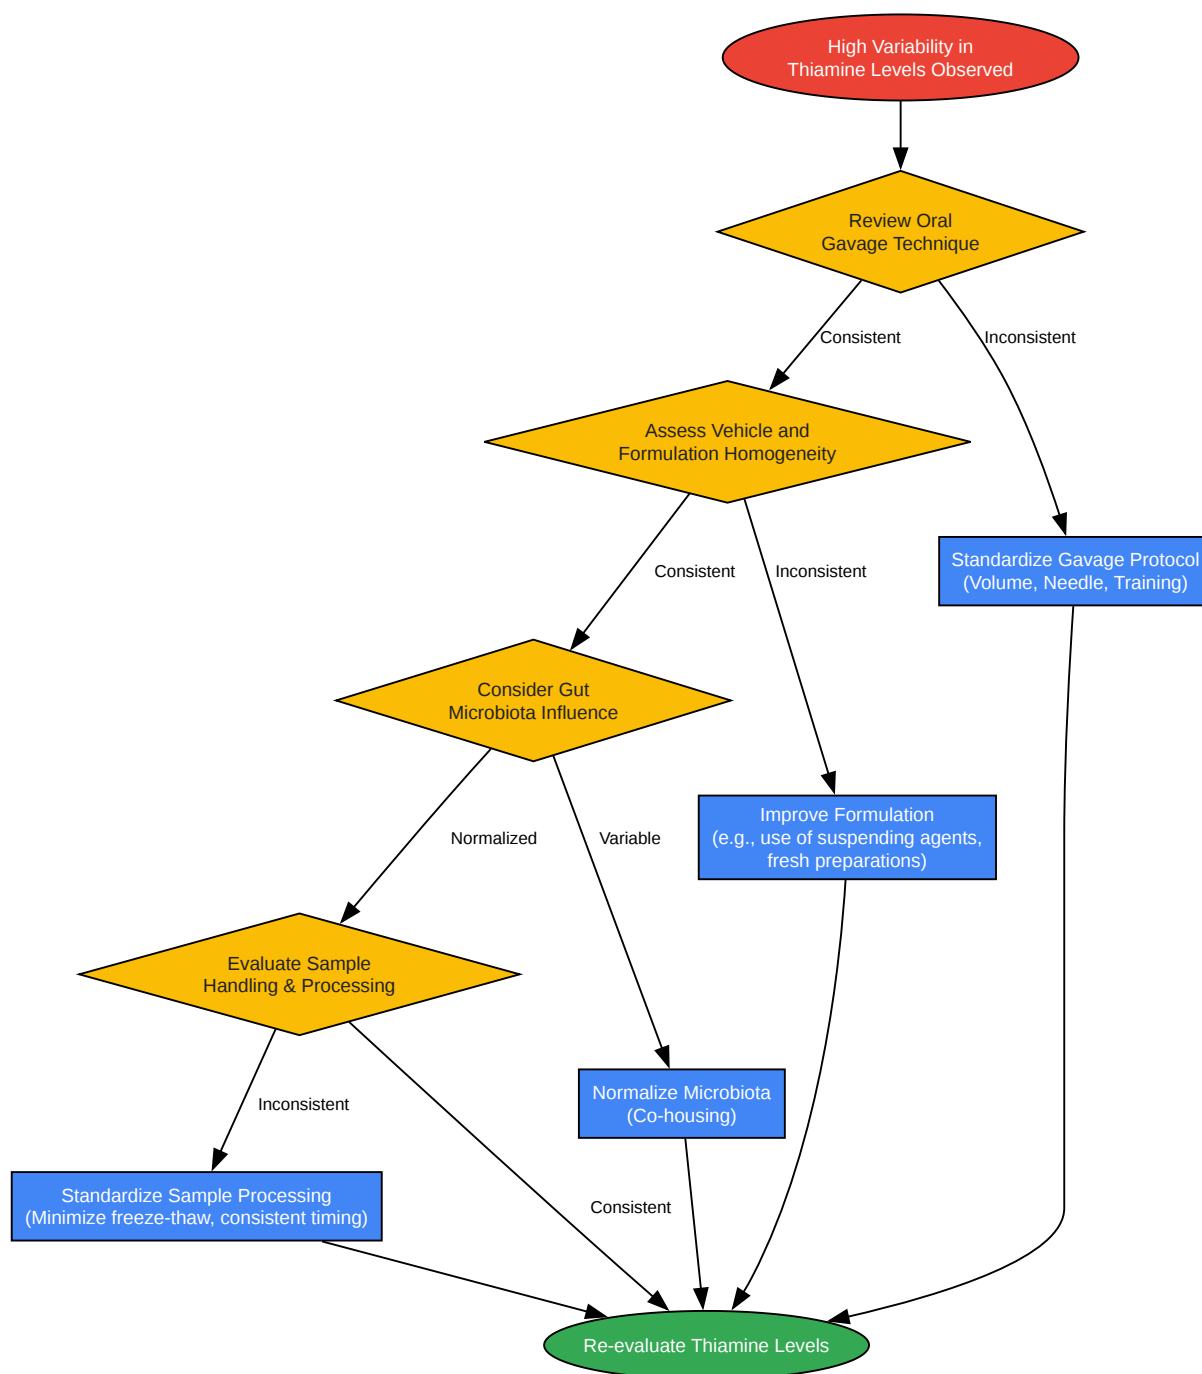 High Variability in
Thiamine Levels Observed
Review Oral
Gavage Technique
Consistent
Inconsistent
Assess Vehicle and
Formulation Homogeneity
Consistent
Inconsistent
Standardize Gavage Protocol
(Volume, Needle, Training)
Consider Gut
Microbiota Influence
Normalized
Variable
Improve Formulation
(e.g., use of suspending agents,
fresh preparations)
Evaluate Sample
Handling & Processing
Inconsistent
Consistent
Normalize Microbiota
(Co-housing)
Standardize Sample Processing
(Minimize freeze-thaw, consistent timing)
Re-evaluate Thiamine Levels